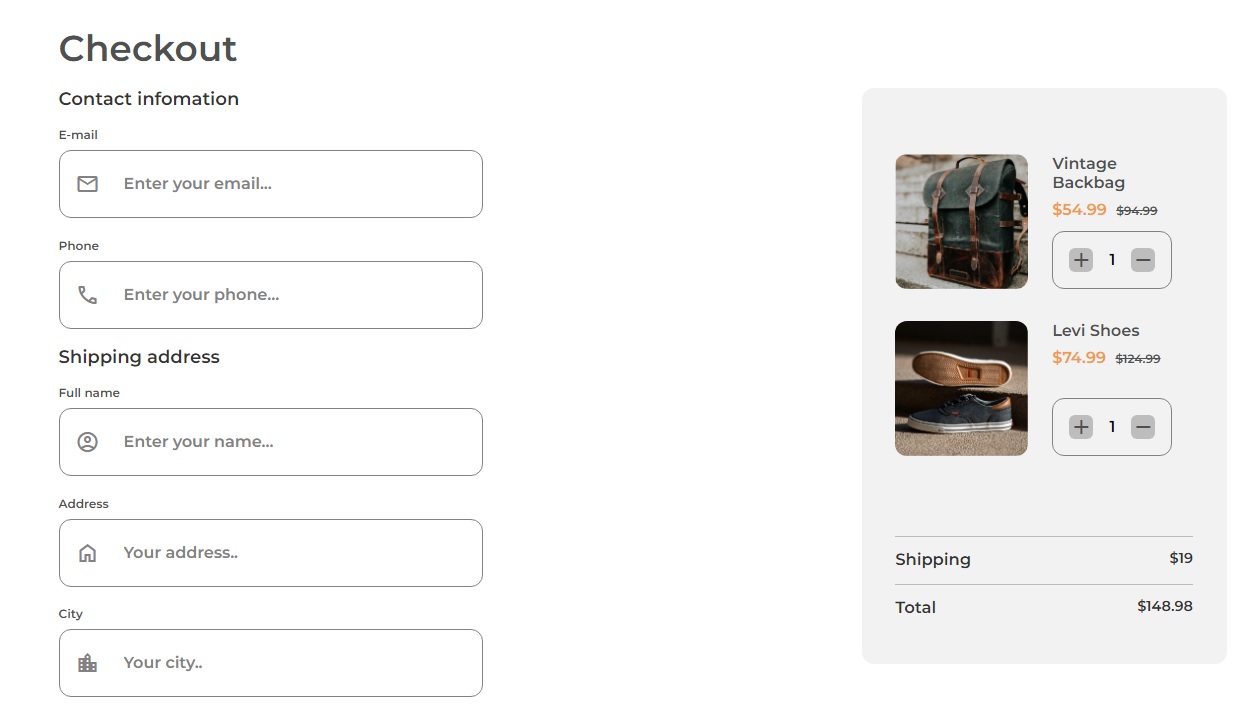 Checkout
Contact infomation
E-mail
Enter your email...
Phone
Enter your phone...
Shipping address
Full name
Enter your name...
Address
Your address..
City
Your city..
Vintage
Backbag
$54.99 $94.99
+ 1 −
Levi Shoes
$74.99 $124.99
+ 1 −
Shipping $19
Total $148.98